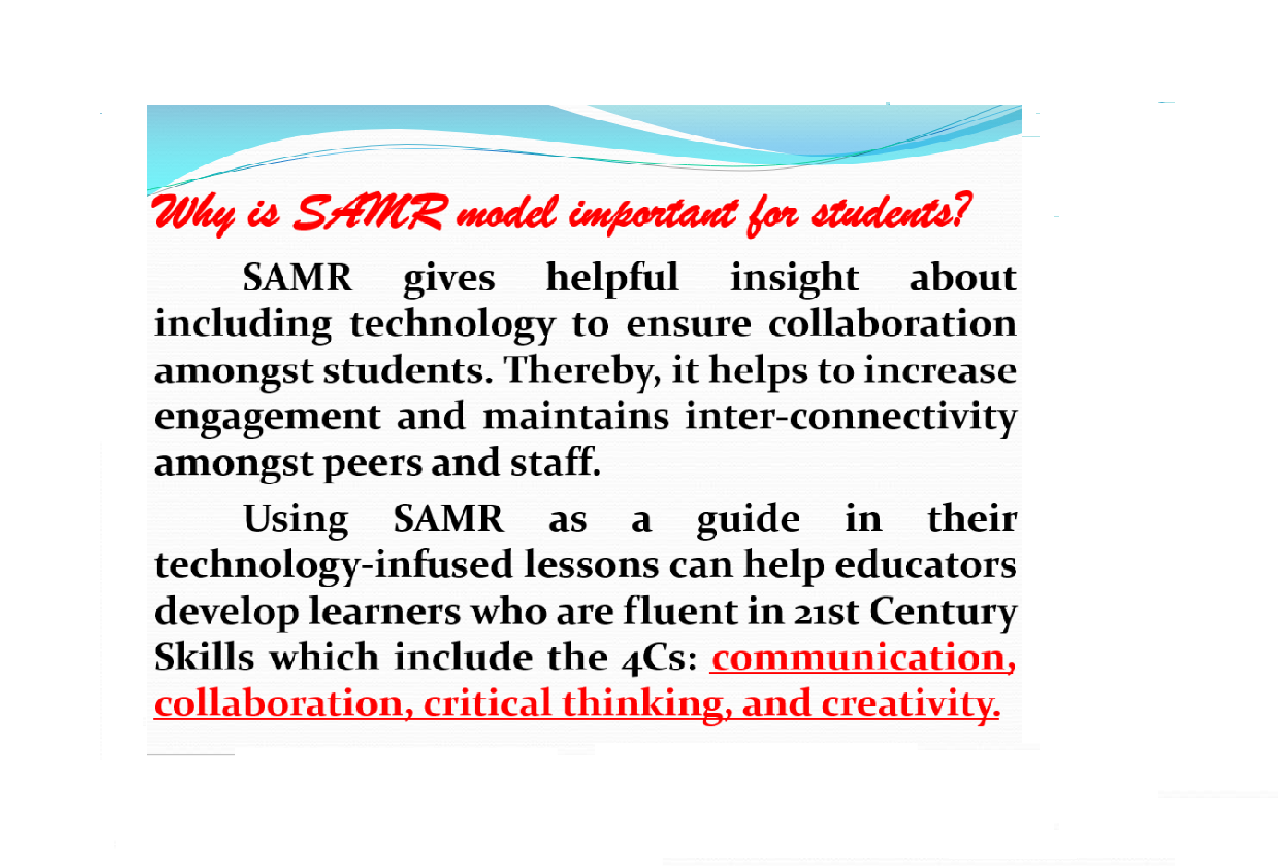 Why is SAMR model important for students?
SAMR gives helpful insight about
including technology to ensure collaboration
amongst students. Thereby, it helps to increase
engagement and maintains inter-connectivity
amongst peers and staff.
Using SAMR as a guide in their
technology-infused lessons can help educators
develop learners who are fluent in 21st Century
Skills which include the 4Cs: communication,
collaboration, critical thinking, and creativity.